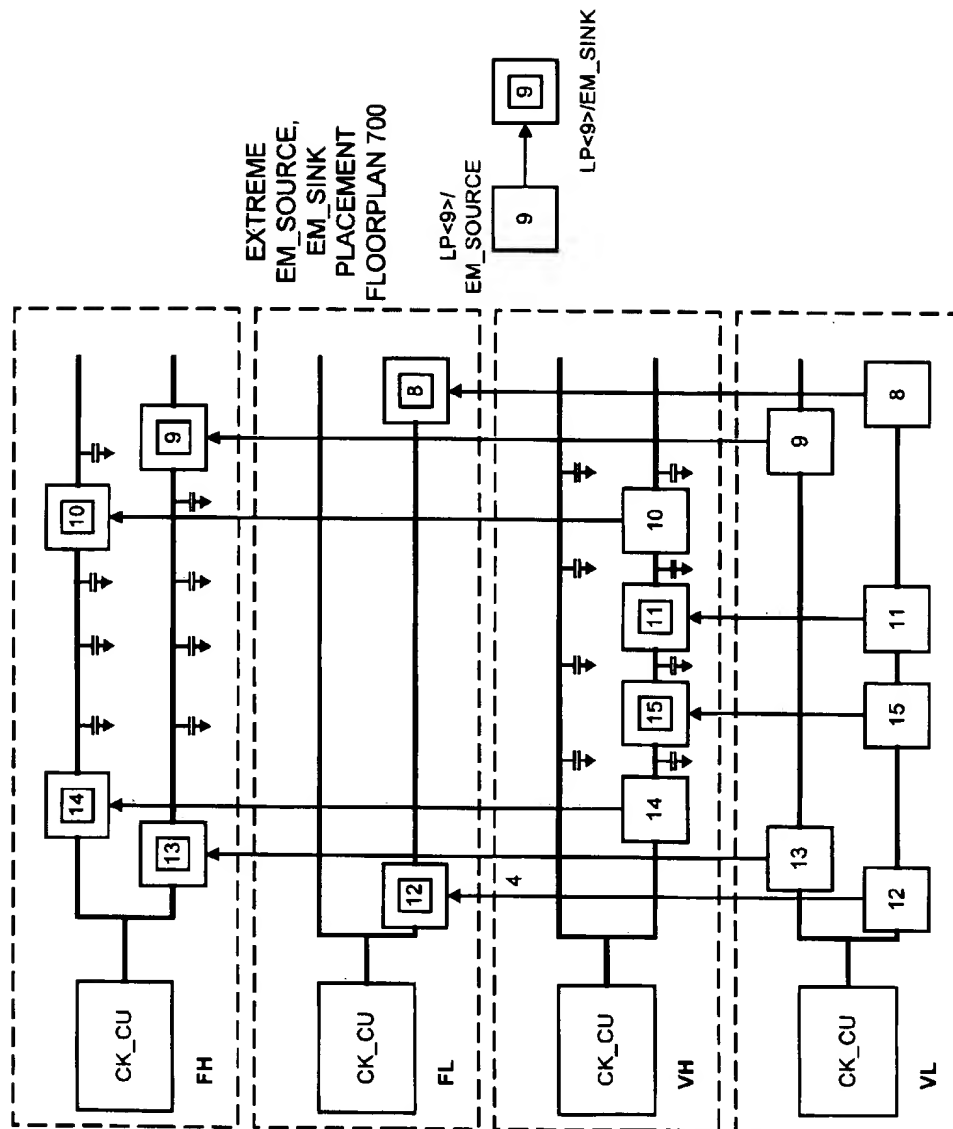 EXTREME
EM_SOURCE,
EM_SINK
PLACEMENT
FLOORPLAN 700
LP<9>/
EM_SOURCE
9
9
LP<9>/EM_SINK
CK_CU
FH
14
13
10
9
CK_CU
FL
12
8
4
CK_CU
VH
14
15
11
10
CK_CU
VL
13
12
15
11
9
8